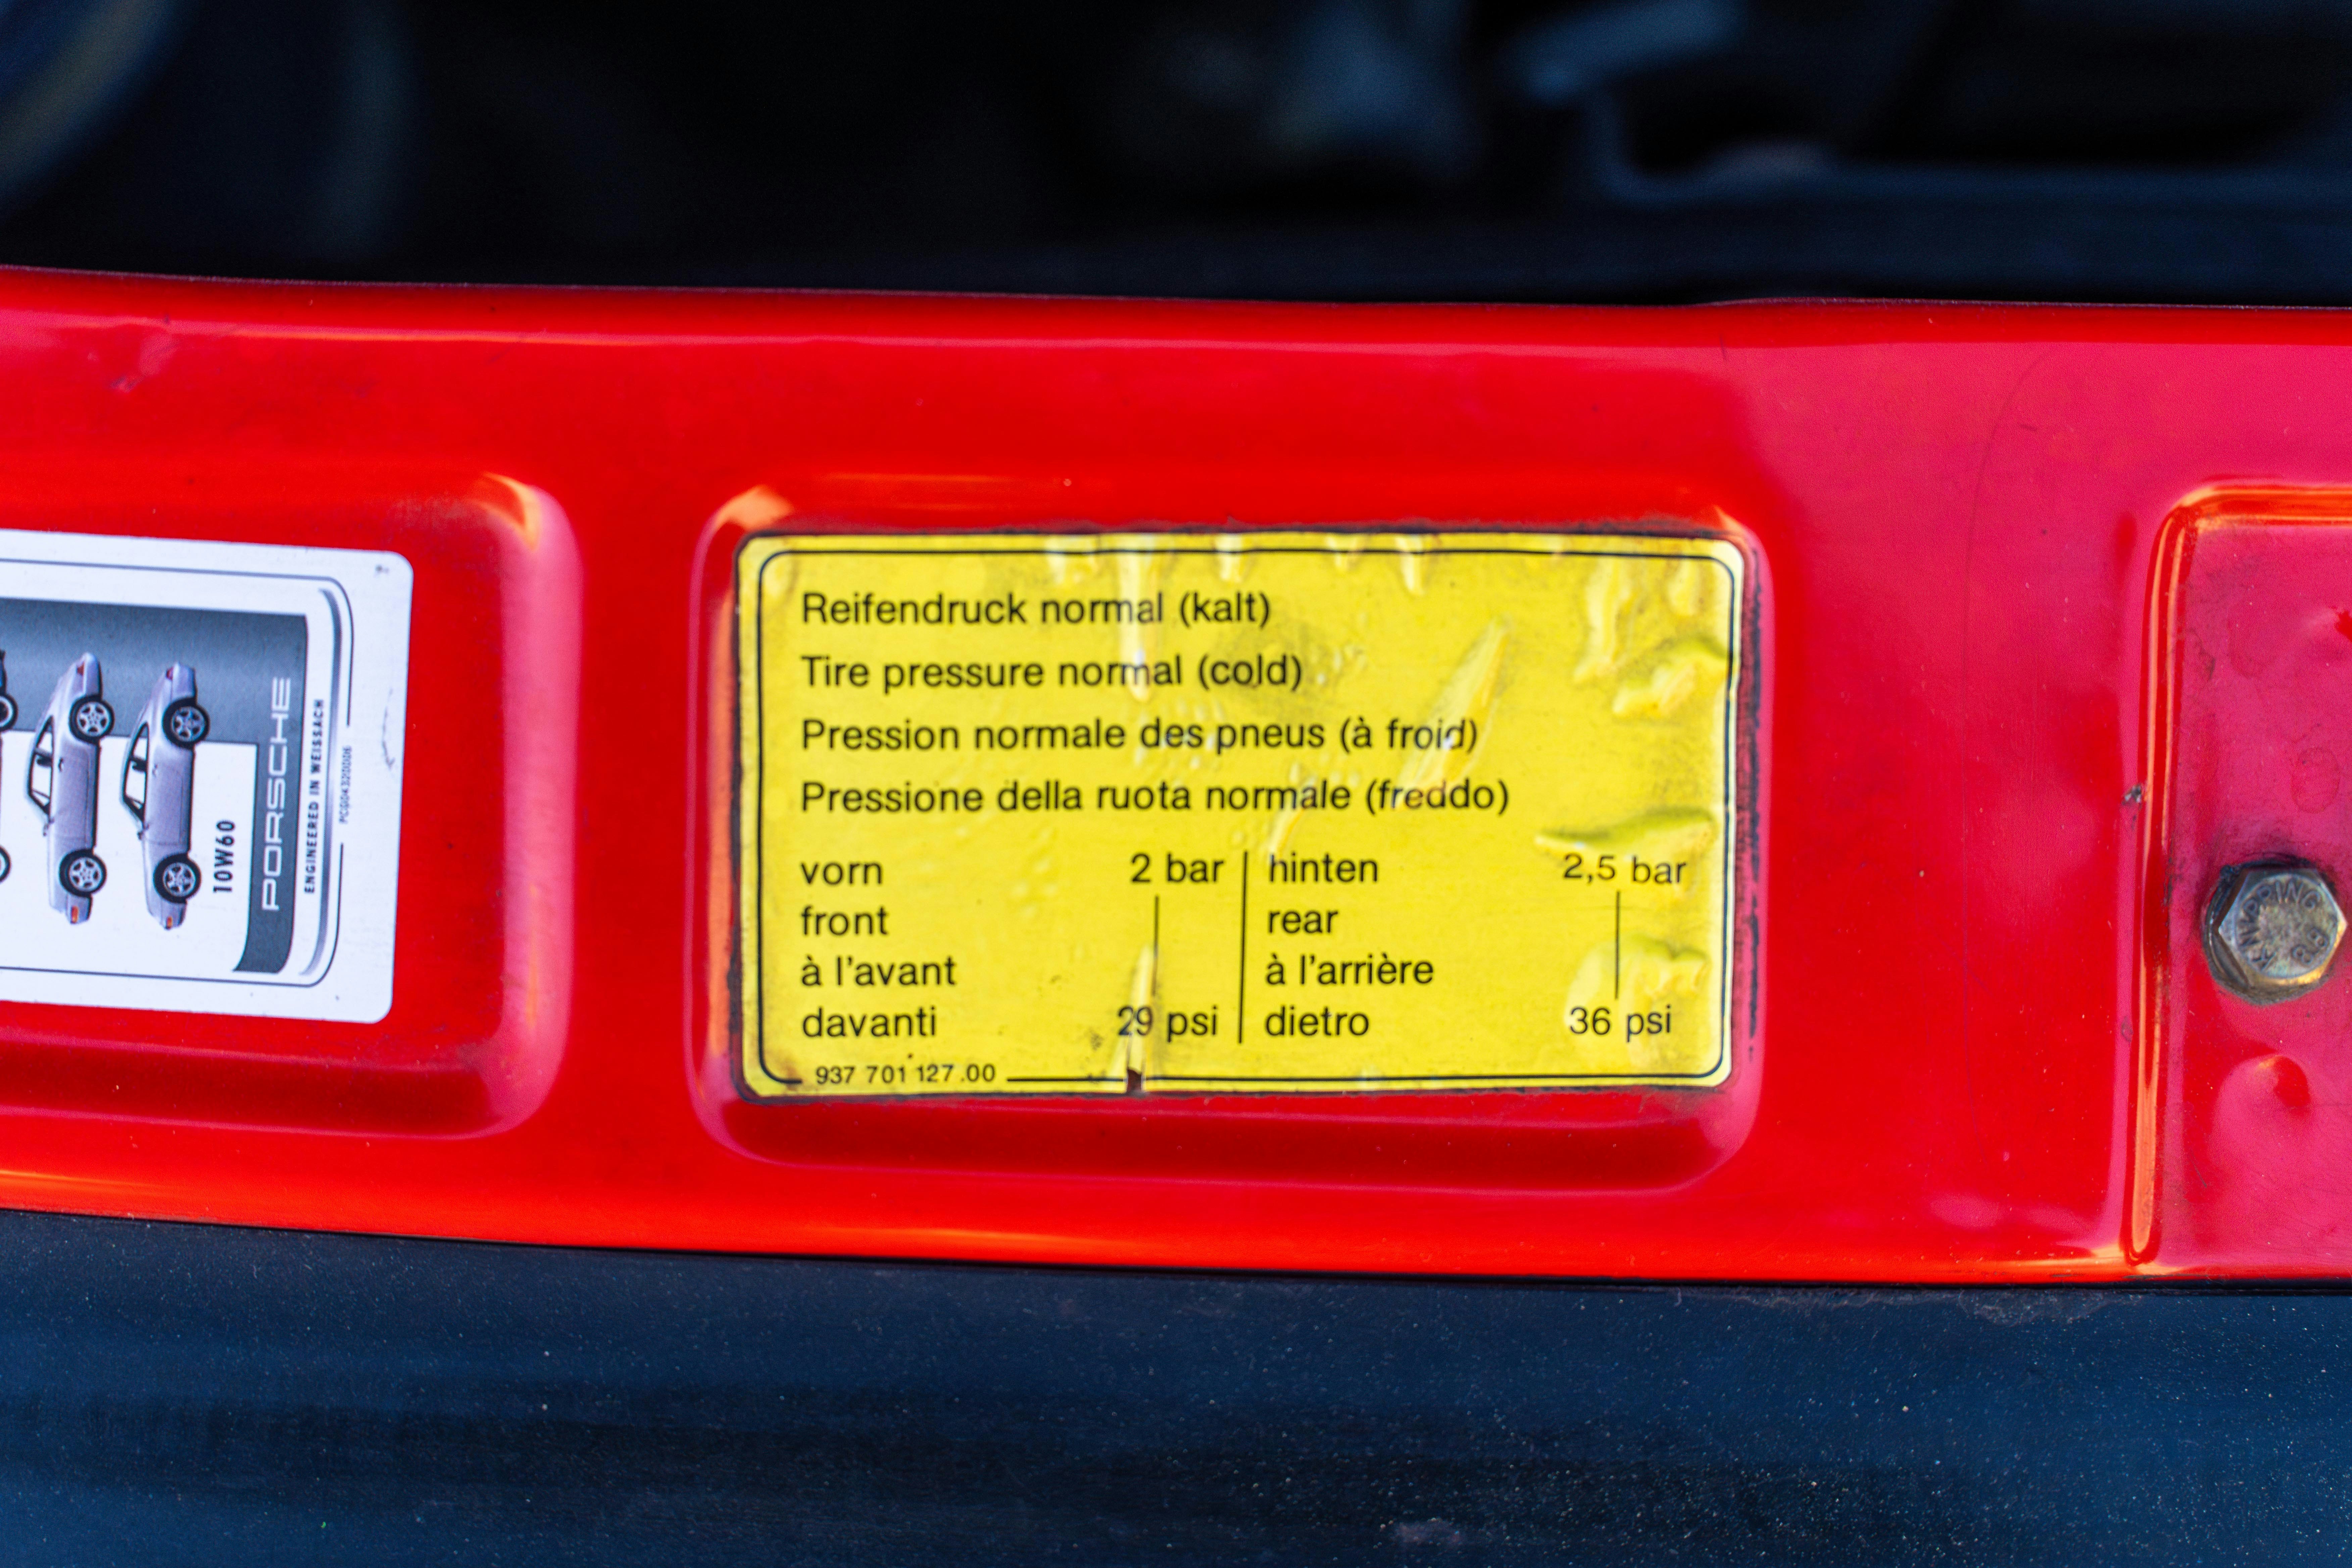 10W60
PORSCHE
ENGINEERED IN WEISSACH
Reifendruck normal (kalt)
Tire pressure normal (cold)
Pression normale des pneus (à froid)
Pressione della ruota normale (freddo)
vorn 2 bar hinten 2,5 bar
front rear
à l'avant à l'arrière
davanti 29 psi dietro 36 psi
937 701 127.00